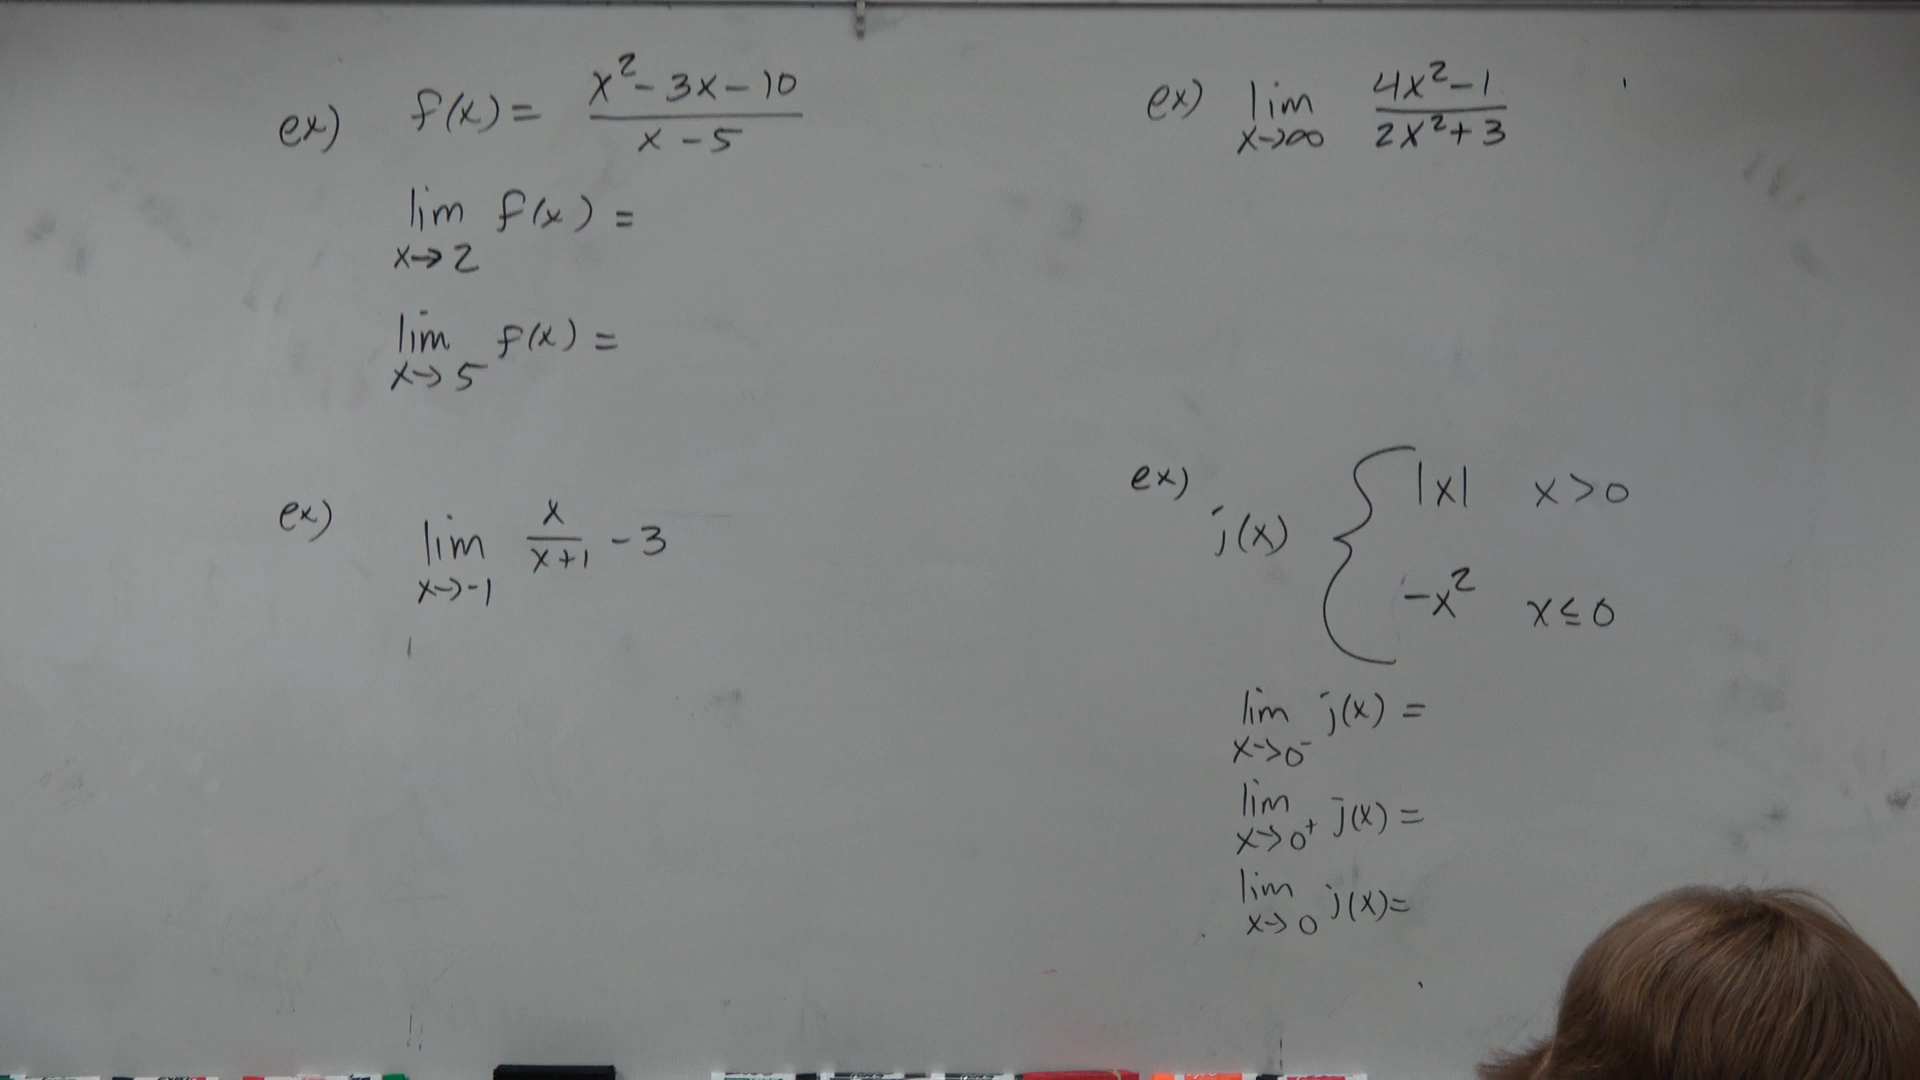 ex) f(x) = (x² - 3x - 10)/(x - 5)
lim x→2 f(x) =
lim x→5 f(x) =
ex) lim x→-1 x/(x+1) - 3
ex) lim x→∞ (4x² - 1)/(2x² + 3)
ex) j(x) { |x| x > 0
-x² x ≤ 0
lim x→0⁻ j(x) =
lim x→0⁺ j(x) =
lim x→0 j(x) =